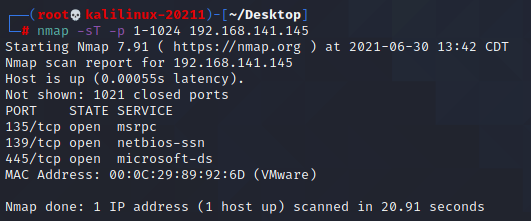 (root💀kalilinux-20211)-[~/Desktop]
# nmap -sT -p 1-1024 192.168.141.145
Starting Nmap 7.91 ( https://nmap.org ) at 2021-06-30 13:42 CDT
Nmap scan report for 192.168.141.145
Host is up (0.00055s latency).
Not shown: 1021 closed ports
PORT    STATE SERVICE
135/tcp open  msrpc
139/tcp open  netbios-ssn
445/tcp open  microsoft-ds
MAC Address: 00:0C:29:89:92:6D (VMware)
Nmap done: 1 IP address (1 host up) scanned in 20.91 seconds